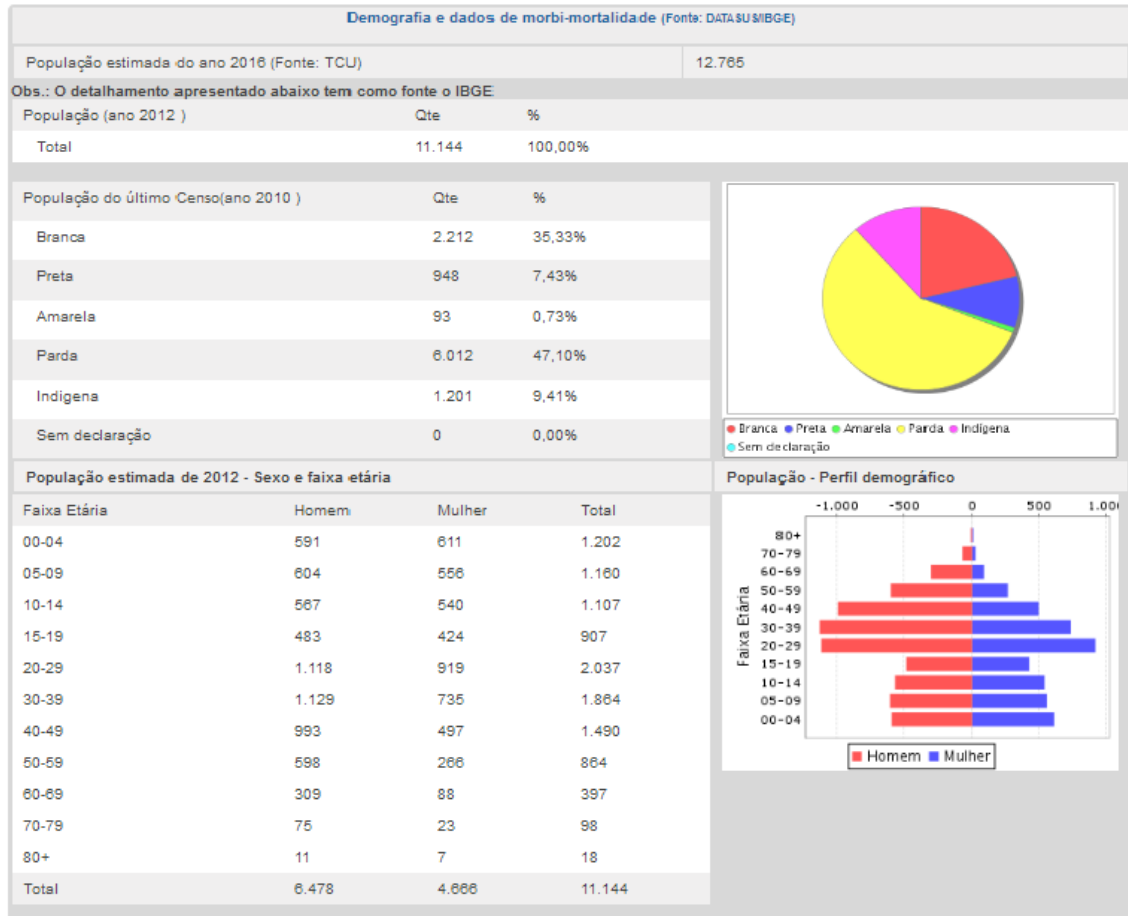 Demografia e dados de morbi-mortalidade (Fonte: DATASUS/IBGE)
População estimada do ano 2016 (Fonte: TCU) 12.765
Obs.: O detalhamento apresentado abaixo tem como fonte o IBGE
População (ano 2012 ) Qte %
Total 11.144 100,00%
População do último Censo(ano 2010 ) Qte %
Branca 2.212 35,33%
Preta 948 7,43%
Amarela 93 0,73%
Parda 6.012 47,10%
Indigena 1.201 9,41%
Sem declaração 0 0,00%
Branca Preta Amarela Parda Indígena
Sem declaração
População estimada de 2012 - Sexo e faixa etária
Faixa Etária Homem Mulher Total
00-04 591 611 1.202
05-09 604 556 1.160
10-14 567 540 1.107
15-19 483 424 907
20-29 1.118 919 2.037
30-39 1.129 735 1.864
40-49 993 497 1.490
50-59 598 266 864
60-69 309 88 397
70-79 75 23 98
80+ 11 7 18
Total 6.478 4.666 11.144
População - Perfil demográfico
-1.000 -500 0 500 1.00
Faixa Etária
80+
70-79
60-69
50-59
40-49
30-39
20-29
15-19
10-14
05-09
00-04
Homem Mulher